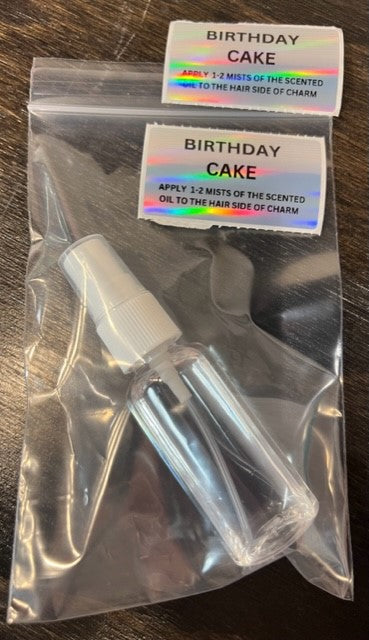 BIRTHDAY
CAKE
APPLY 1-2 MISTS OF THE SCENTED
OIL TO THE HAIR SIDE OF CHARM
BIRTHDAY
CAKE
APPLY 1-2 MISTS OF THE SCENTED
OIL TO THE HAIR SIDE OF CHARM